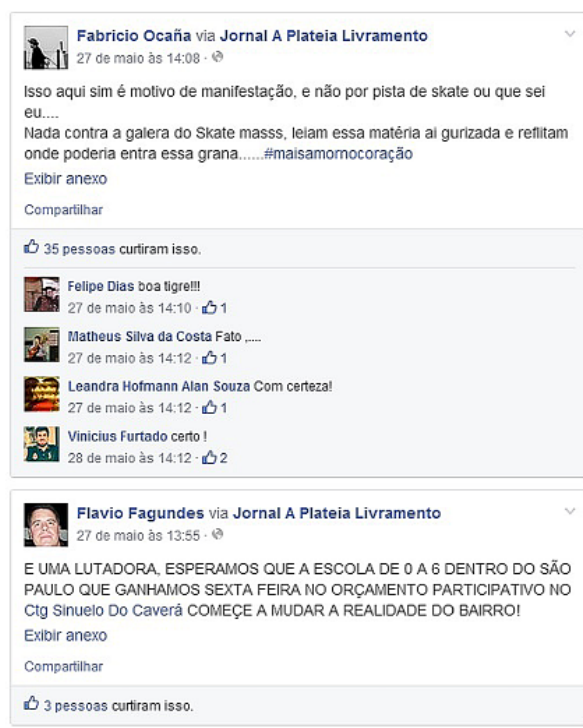 Fabricio Ocaña via Jornal A Plateia Livramento
27 de maio às 14:08 ·
Isso aqui sim é motivo de manifestação, e não por pista de skate ou que sei
eu....
Nada contra a galera do Skate masss, leiam essa matéria ai gurizada e reflitam
onde poderia entra essa grana......#maisamornocoração
Exibir anexo
Compartilhar
35 pessoas curtiram isso.
Felipe Dias boa tigre!!!
27 de maio às 14:10 · 1
Matheus Silva da Costa Fato ,....
27 de maio às 14:12 · 1
Leandra Hofmann Alan Souza Com certeza!
27 de maio às 14:12 · 1
Vinicius Furtado certo !
28 de maio às 14:12 · 2
Flavio Fagundes via Jornal A Plateia Livramento
27 de maio às 13:55 ·
E UMA LUTADORA, ESPERAMOS QUE A ESCOLA DE 0 A 6 DENTRO DO SÃO
PAULO QUE GANHAMOS SEXTA FEIRA NO ORÇAMENTO PARTICIPATIVO NO
Ctg Sinuelo Do Caverá COMEÇE A MUDAR A REALIDADE DO BAIRRO!
Exibir anexo
Compartilhar
3 pessoas curtiram isso.